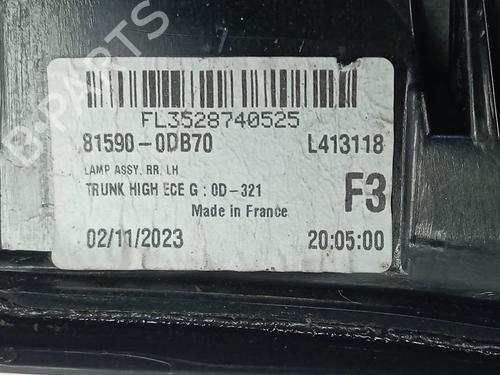 FL3528740525
81590-0DB70 L413118
LAMP ASSY, RR, LH
TRUNK HIGH ECE G : 0D-321 F3
Made in France
02/11/2023 20:05:00
B-PARTS